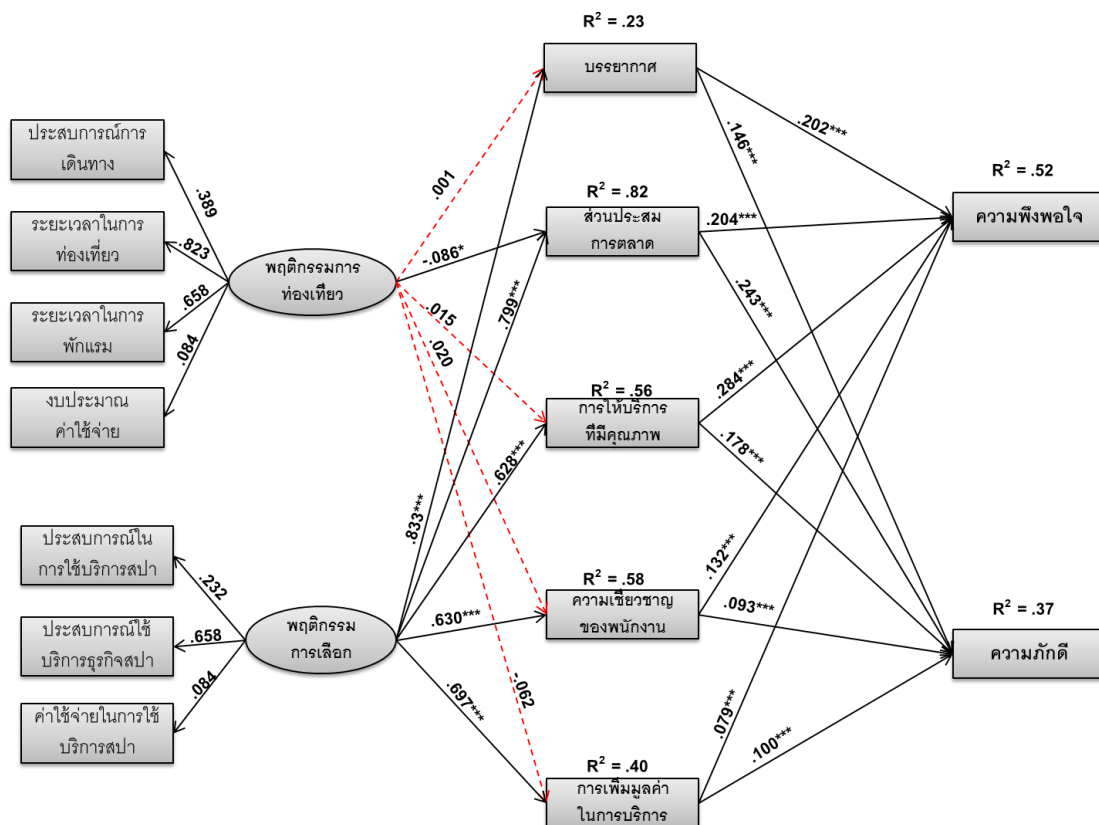 R² = .23
บรรยากาศ
ประสบการณ์การ
เดินทาง
.389
ระยะเวลาในการ
ท่องเที่ยว
.823
ระยะเวลาในการ
พักแรม
.658
งบประมาณ
ค่าใช้จ่าย
.084
พฤติกรรมการ
ท่องเที่ยว
ประสบการณ์ใน
การใช้บริการสปา
.232
ประสบการณ์ใช้
บริการธุรกิจสปา
.658
ค่าใช้จ่ายในการใช้
บริการสปา
.084
พฤติกรรม
การเลือก
.001
-.086*
.015
.020
-.062
.833***
.799***
.628***
.630***
.697***
R² = .82
ส่วนประสม
การตลาด
R² = .56
การให้บริการ
ที่มีคุณภาพ
R² = .58
ความเชี่ยวชาญ
ของพนักงาน
R² = .40
การเพิ่มมูลค่า
ในการบริการ
.202***
.146***
.204***
.243***
.284***
.178***
.132***
.093***
.079***
.100***
R² = .52
ความพึงพอใจ
R² = .37
ความภักดี